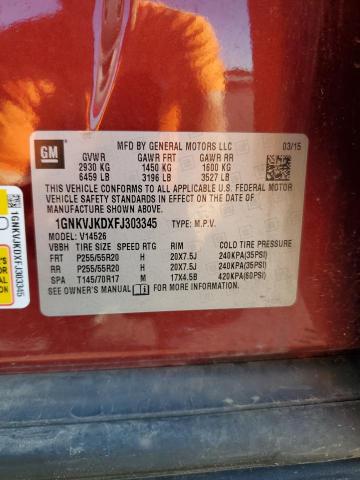 GM
MFD BY GENERAL MOTORS LLC 03/15
GVWR GAWR FRT GAWR RR
2930 KG 1450 KG 1600 KG
6459 LB 3196 LB 3527 LB
THIS VEHICLE CONFORMS TO ALL APPLICABLE U.S. FEDERAL MOTOR
VEHICLE SAFETY STANDARDS IN EFFECT ON THE DATE OF
MANUFACTURE SHOWN ABOVE.
1GNKVJKDXFJ303345 TYPE: M.P.V.
MODEL: V14526
VBBH TIRE SIZE SPEED RTG RIM COLD TIRE PRESSURE
FRT P255/55R20 H 20X7.5J 240KPA(35PSI)
RR P255/55R20 H 20X7.5J 240KPA(35PSI)
SPA T145/70R17 M 17X4.5B 420KPA(60PSI)
SEE OWNER'S MANUAL FOR MORE INFORMATION
1GNKVJKDXFJ303345